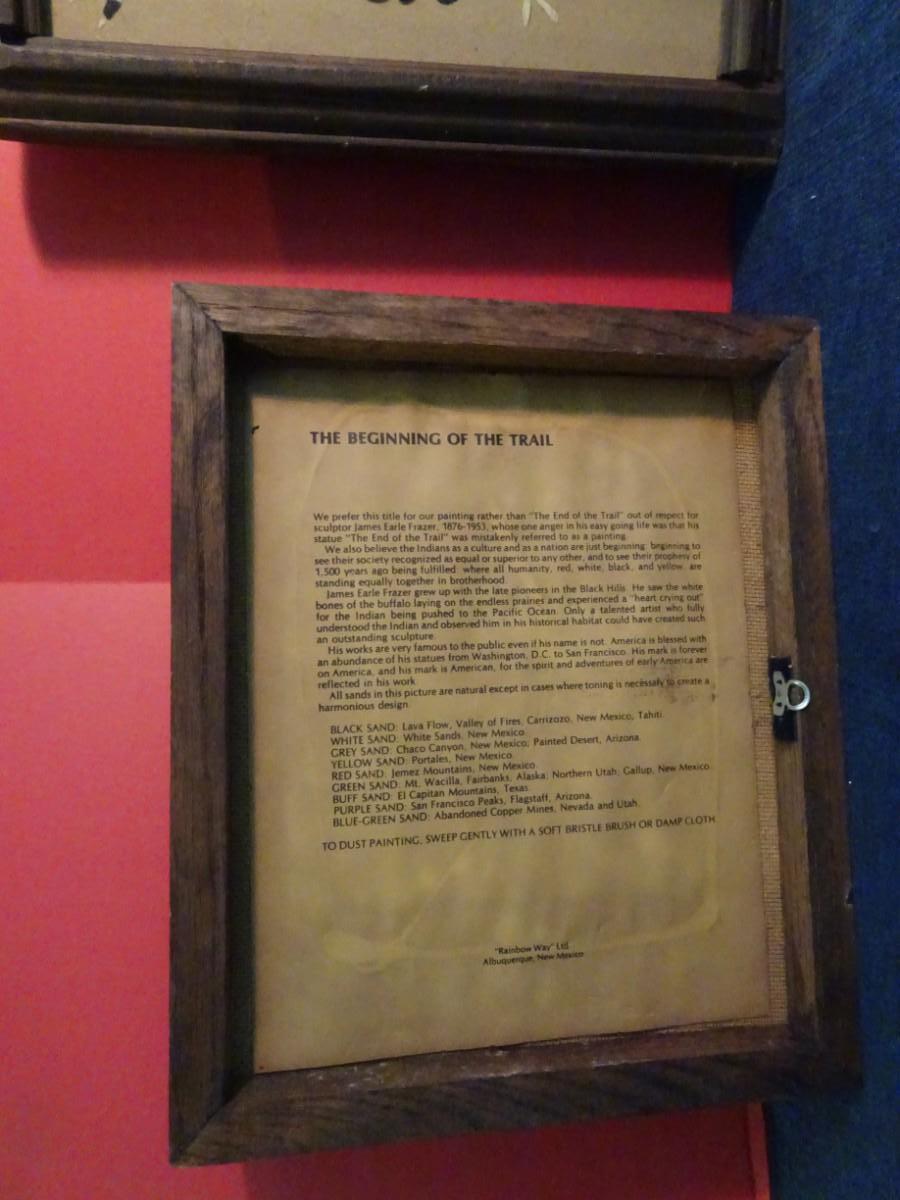 THE BEGINNING OF THE TRAIL
We prefer this title for our painting rather than "The End of the Trail" out of respect for
sculptor James Earle Frazer, 1876-1953, whose one anger in his easy going life was that his
statue "The End of the Trail" was mistakenly referred to as a painting.
We also believe the Indians as a culture and as a nation are just beginning: beginning to
see their society recognized as equal or superior to any other, and to see their prophesy of
1,500 years ago being fulfilled: where all humanity, red, white, black, and yellow, are
standing equally together in brotherhood.
James Earle Frazer grew up with the late pioneers in the Black Hills. He saw the white
bones of the buffalo laying on the endless prairies and experienced a "heart crying out"
for the Indian being pushed to the Pacific Ocean. Only a talented artist who fully
understood the Indian and observed him in his historical habitat could have created such
an outstanding sculpture.
His works are very famous to the public even if his name is not. America is blessed with
an abundance of his statues from Washington, D.C. to San Francisco. His mark is forever
on America, and his mark is American, for the spirit and adventures of early America are
reflected in his work.
All sands in this picture are natural except in cases where toning is necessary to create a
harmonious design.
BLACK SAND: Lava Flow, Valley of Fires, Carrizozo, New Mexico; Tahiti.
WHITE SAND: White Sands, New Mexico.
GREY SAND: Chaco Canyon, New Mexico; Painted Desert, Arizona.
YELLOW SAND: Portales, New Mexico.
RED SAND: Jemez Mountains, New Mexico.
GREEN SAND: Mt. Wacilla, Fairbanks, Alaska; Northern Utah; Gallup, New Mexico.
BUFF SAND: El Capitan Mountains, Texas.
PURPLE SAND: San Francisco Peaks, Flagstaff, Arizona.
BLUE-GREEN SAND: Abandoned Copper Mines, Nevada and Utah.
TO DUST PAINTING, SWEEP GENTLY WITH A SOFT BRISTLE BRUSH OR DAMP CLOTH.
"Rainbow Way" Ltd.
Albuquerque, New Mexico